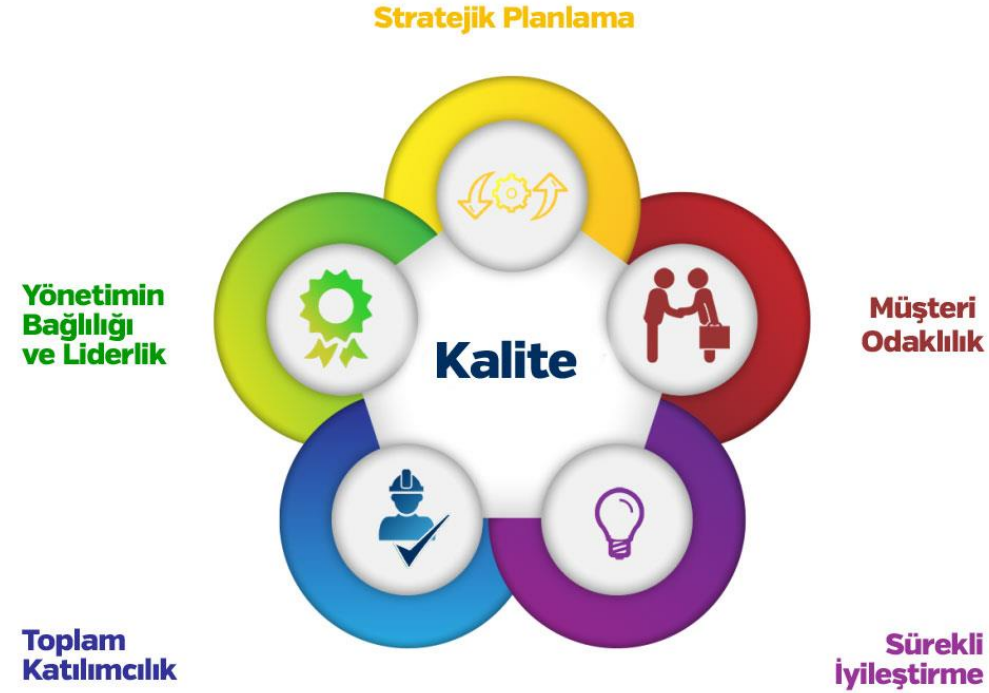 Stratejik Planlama
Yönetimin
Bağlılığı
ve Liderlik
Kalite
Müşteri
Odaklılık
Toplam
Katılımcılık
Sürekli
İyileştirme